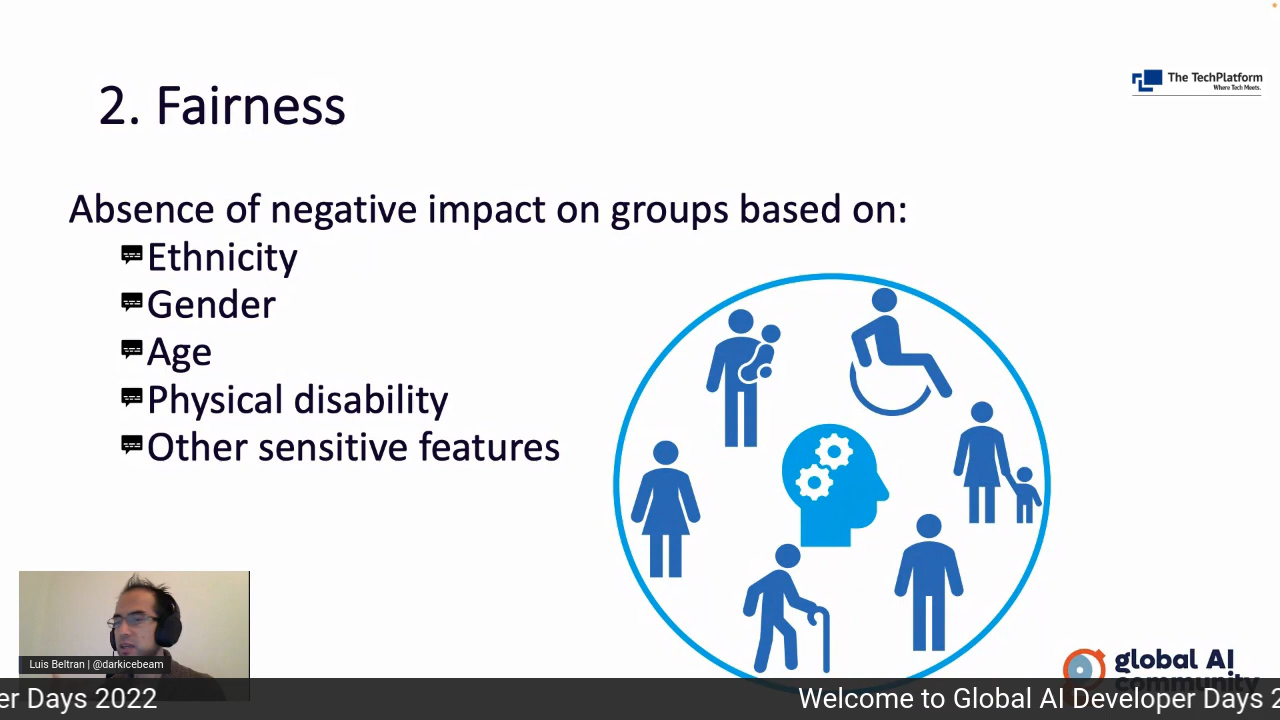 2. Fairness
The TechPlatform
Where Tech Meets.
Absence of negative impact on groups based on:
Ethnicity
Gender
Age
Physical disability
Other sensitive features
Luis Beltran | @darkicebeam
global AI
community
er Days 2022
Welcome to Global AI Developer Days 2